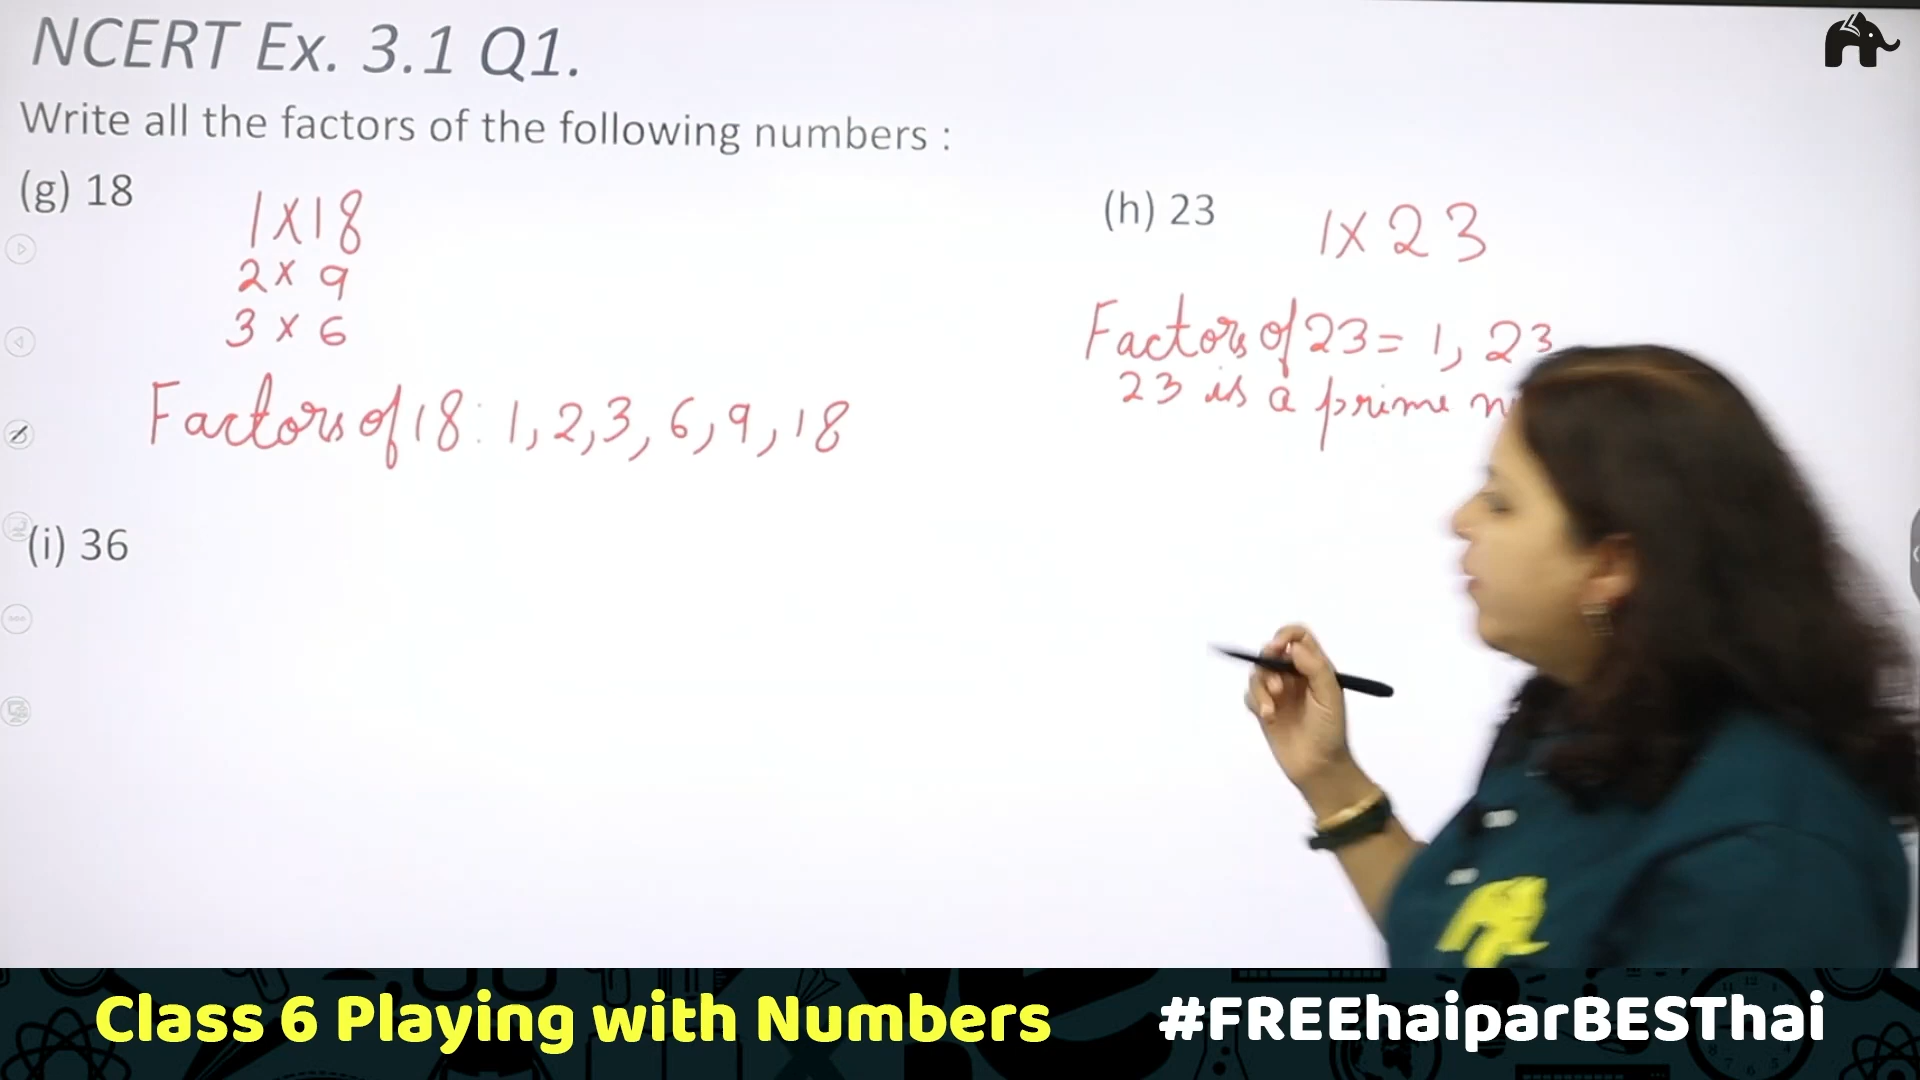 NCERT Ex. 3.1 Q1.
Write all the factors of the following numbers :
(g) 18
1 x 18
2 x 9
3 x 6
Factors of 18 : 1, 2, 3, 6, 9, 18
(h) 23
1 x 23
Factors of 23 = 1, 23
23 is a prime
(i) 36
Class 6 Playing with Numbers
#FREEhaiparBESThai